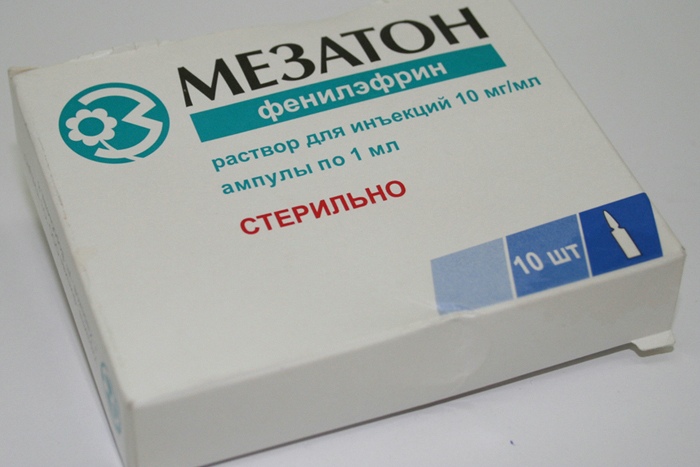 МЕЗАТОН
фенилэфрин
раствор для инъекций 10 мг/мл
ампулы по 1 мл
СТЕРИЛЬНО
10 шт